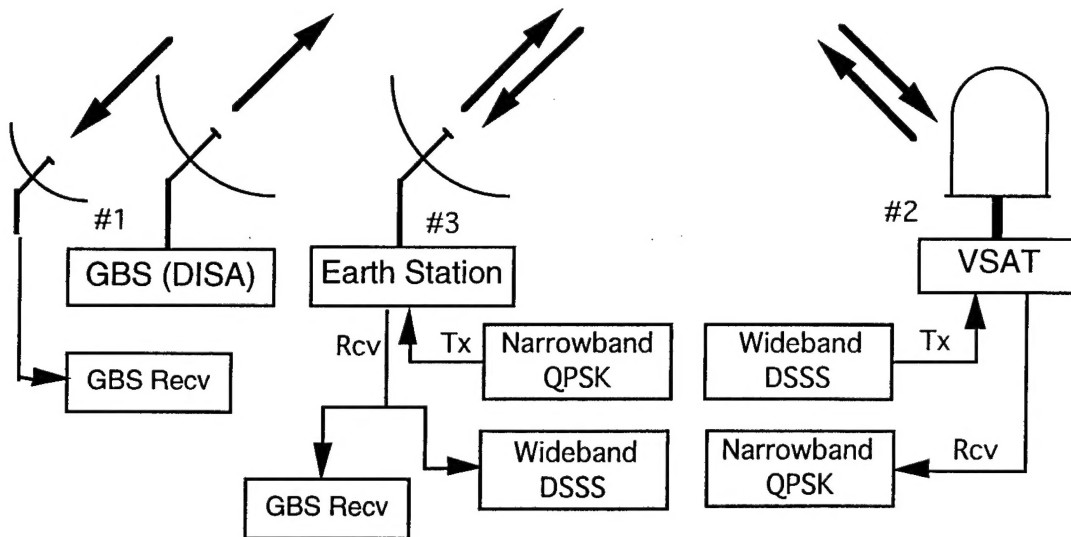 #1
#3
#2
GBS (DISA)
Earth Station
VSAT
Rcv
Tx
Narrowband
QPSK
Wideband
DSSS
Tx
GBS Recv
Wideband
DSSS
Narrowband
QPSK
Rcv
GBS Recv